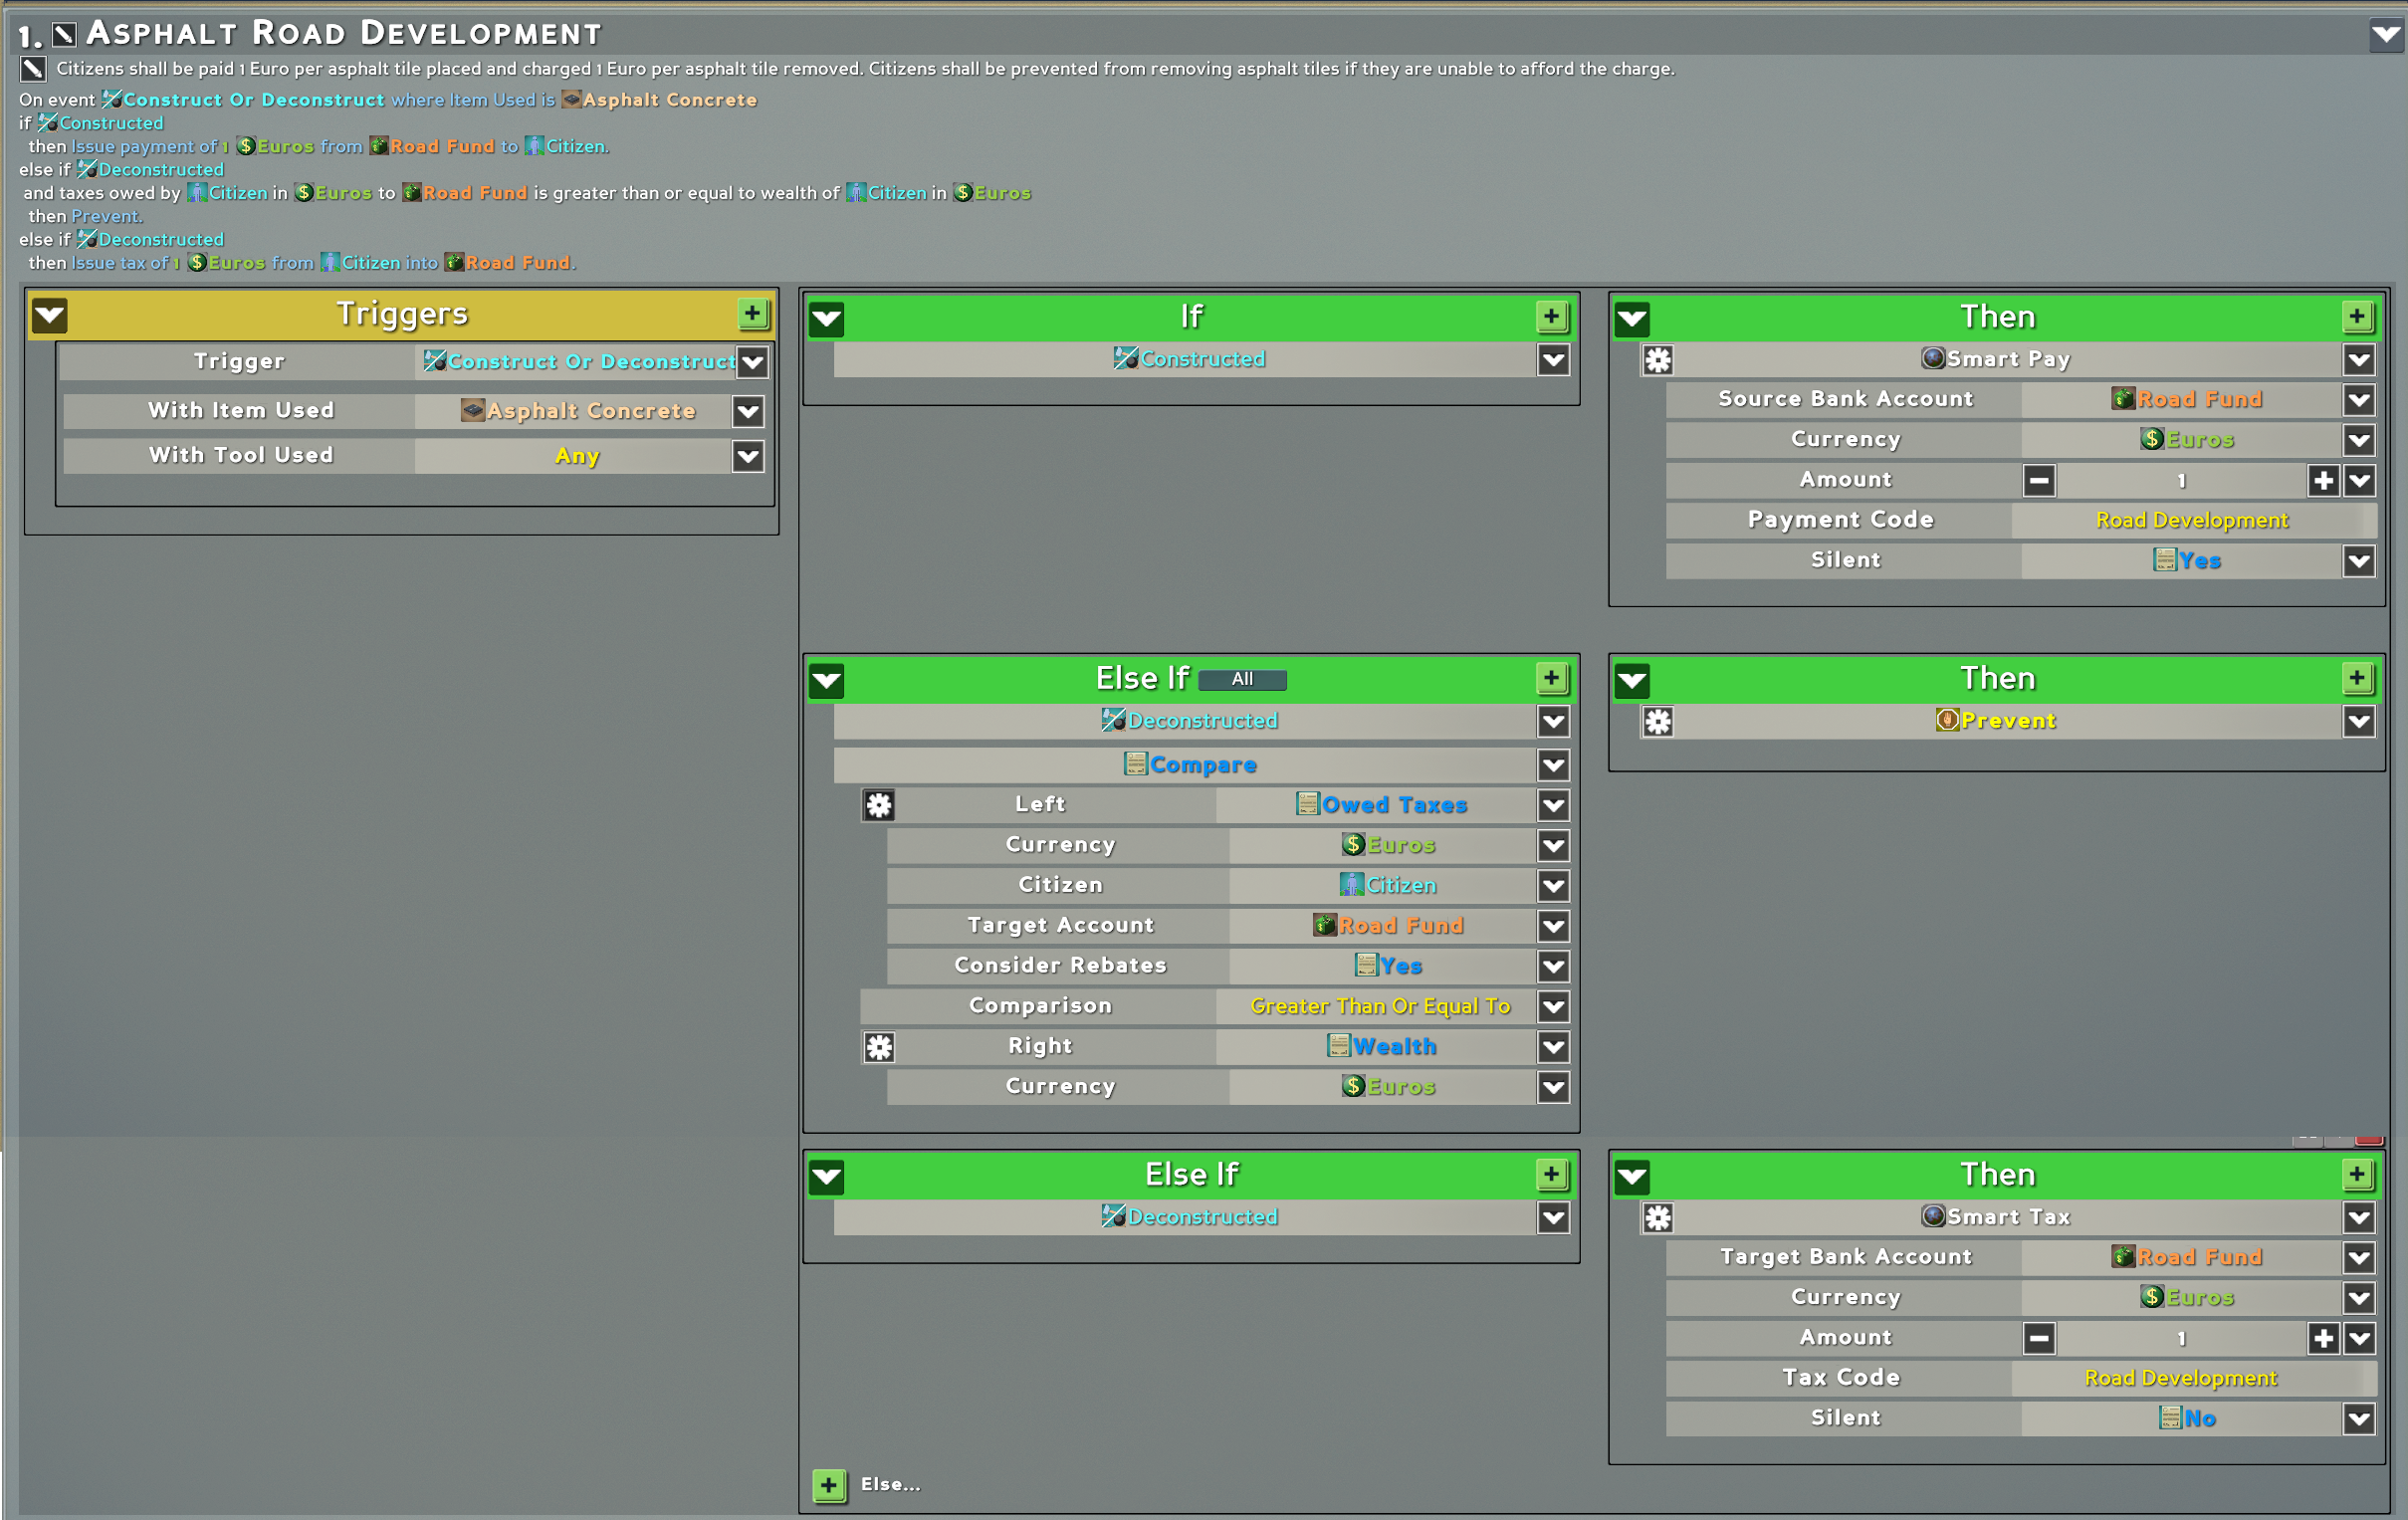 1. ASPHALT ROAD DEVELOPMENT
Citizens shall be paid 1 Euro per asphalt tile placed and charged 1 Euro per asphalt tile removed. Citizens shall be prevented from removing asphalt tiles if they are unable to afford the charge.
On event Construct Or Deconstruct where Item Used is Asphalt Concrete
if Constructed
then Issue payment of 1 Euros from Road Fund to Citizen.
else if Deconstructed
and taxes owed by Citizen in Euros to Road Fund is greater than or equal to wealth of Citizen in Euros
then Prevent.
else if Deconstructed
then Issue tax of 1 Euros from Citizen into Road Fund.
Triggers
Trigger Construct Or Deconstruct
With Item Used Asphalt Concrete
With Tool Used Any
If
Constructed
Then
Smart Pay
Source Bank Account Road Fund
Currency Euros
Amount 1
Payment Code Road Development
Silent Yes
Else If All
Deconstructed
Compare
Left Owed Taxes
Currency Euros
Citizen Citizen
Target Account Road Fund
Consider Rebates Yes
Comparison Greater Than Or Equal To
Right Wealth
Currency Euros
Then
Prevent
Else If
Deconstructed
Then
Smart Tax
Target Bank Account Road Fund
Currency Euros
Amount 1
Tax Code Road Development
Silent No
Else...